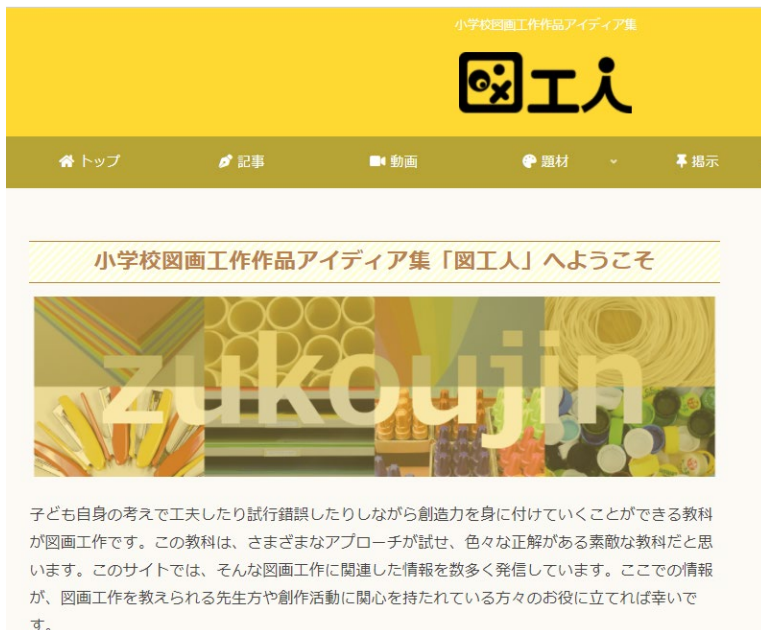 小学校図画工作作品アイディア集
図工人
トップ
記事
動画
題材
掲示
小学校図画工作作品アイディア集「図工人」へようこそ
zukoujin
子ども自身の考えで工夫したり試行錯誤したりしながら創造力を身に付けていくことができる教科
が図画工作です。この教科は、さまざまなアプローチが試せ、色々な正解がある素敵な教科だと思
います。このサイトでは、そんな図画工作に関連した情報を数多く発信しています。ここでの情報
が、図画工作を教えられる先生方や創作活動に関心を持たれている方々のお役に立てれば幸いで
す。